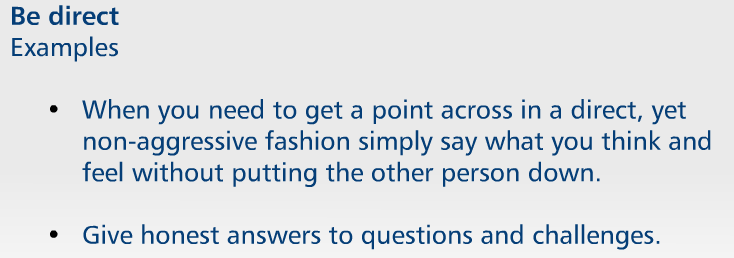 Be direct
Examples
• When you need to get a point across in a direct, yet
non-aggressive fashion simply say what you think and
feel without putting the other person down.
• Give honest answers to questions and challenges.